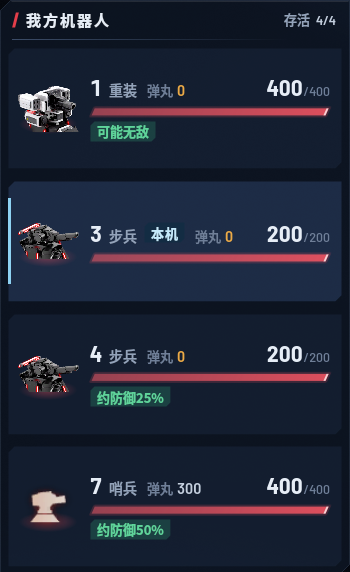 我方机器人 存活 4/4
1 重装 弹丸 0 400/400
可能无敌
3 步兵 本机 弹丸 0 200/200
4 步兵 弹丸 0 200/200
约防御25%
7 哨兵 弹丸 300 400/400
约防御50%